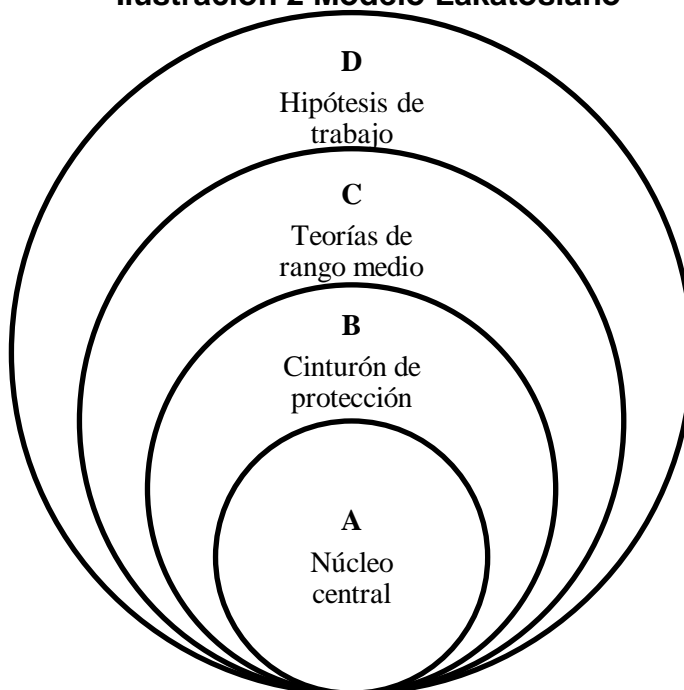 Ilustración 2 Modelo Lakatosiano
D
Hipótesis de
trabajo
C
Teorías de
rango medio
B
Cinturón de
protección
A
Núcleo
central